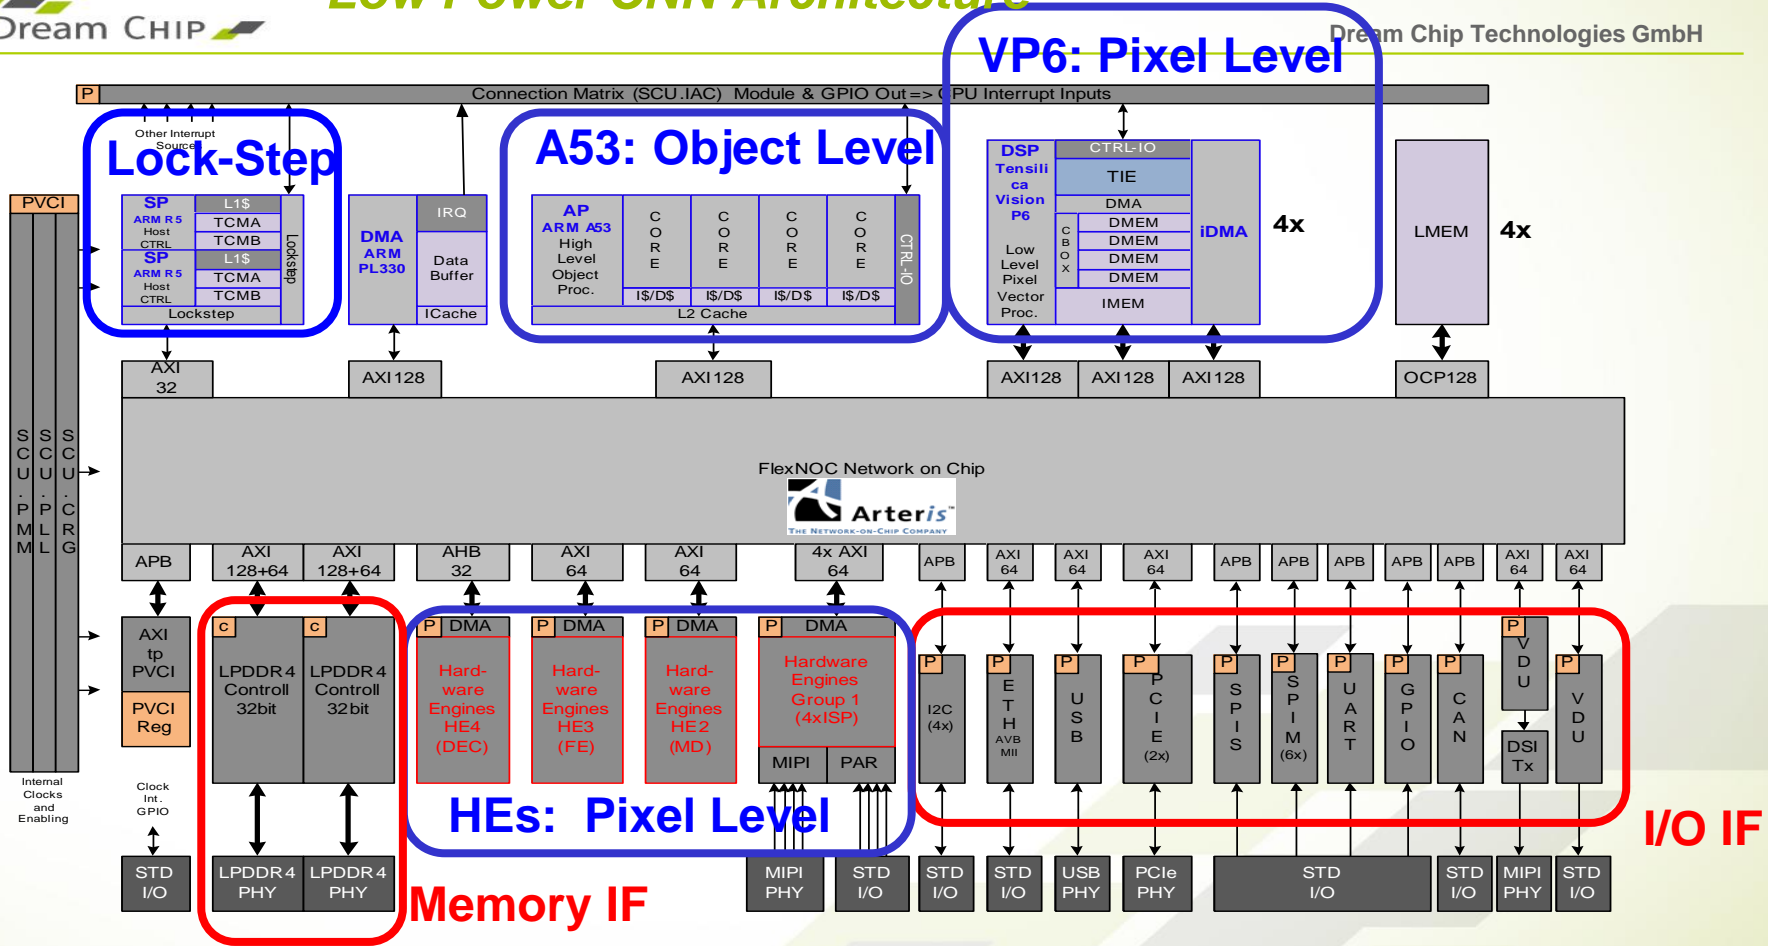 Low Power CNN Architecture
Dream CHIP
Dream Chip Technologies GmbH
VP6: Pixel Level
P
Connection Matrix (SCU.IAC) Module & GPIO Out=> CPU Interrupt Inputs
Other Interrupt
Sources
Lock-Step
A53: Object Level
PVCI
SCU.PMM
SCU.PLL
SCU.CRG
Internal
Clocks
and
Enabling
SP
ARM R5
Host
CTRL
L1$
TCMA
TCMB
SP
ARM R5
Host
CTRL
L1$
TCMA
TCMB
Lockstep
Lockstep
DMA
ARM
PL330
IRQ
Data
Buffer
ICache
AP
ARM A53
High
Level
Object
Proc.
CORE
CORE
CORE
CORE
I$/D$
I$/D$
I$/D$
I$/D$
L2 Cache
CTRL-IO
DSP
Tensili
ca
Vision
P6
Low
Level
Pixel
Vector
Proc.
CTRL-IO
TIE
DMA
CBOX
DMEM
DMEM
DMEM
DMEM
IMEM
iDMA
4x
LMEM
4x
AXI
32
AXI128
AXI128
AXI128
AXI128
AXI128
OCP128
FlexNOC Network on Chip
Arteris™
THE NETWORK-ON-CHIP COMPANY
APB
AXI
128+64
AXI
128+64
AHB
32
AXI
64
AXI
64
4x AXI
64
APB
AXI
64
AXI
64
AXI
64
APB
APB
APB
APB
APB
AXI
64
AXI
64
AXI
tp
PVCI
PVCI
Reg
c
LPDDR4
Controll
32bit
c
LPDDR4
Controll
32bit
P DMA
Hard-
ware
Engines
HE4
(DEC)
P DMA
Hard-
ware
Engines
HE3
(FE)
P DMA
Hard-
ware
Engines
HE2
(MD)
P DMA
Hardware
Engines
Group 1
(4xISP)
MIPI
PAR
P
I2C
(4x)
P
ETH
AVB
MII
P
USB
P
PCIE
(2x)
P
SPIS
P
SPIM
(6x)
P
UART
P
GPIO
P
CAN
P
VDU
DSI
Tx
P
VDU
Clock
Int.
GPIO
HEs: Pixel Level
I/O IF
STD
I/O
LPDDR4
PHY
LPDDR4
PHY
Memory IF
MIPI
PHY
STD
I/O
STD
I/O
STD
I/O
USB
PHY
PCIe
PHY
STD
I/O
STD
I/O
MIPI
PHY
STD
I/O